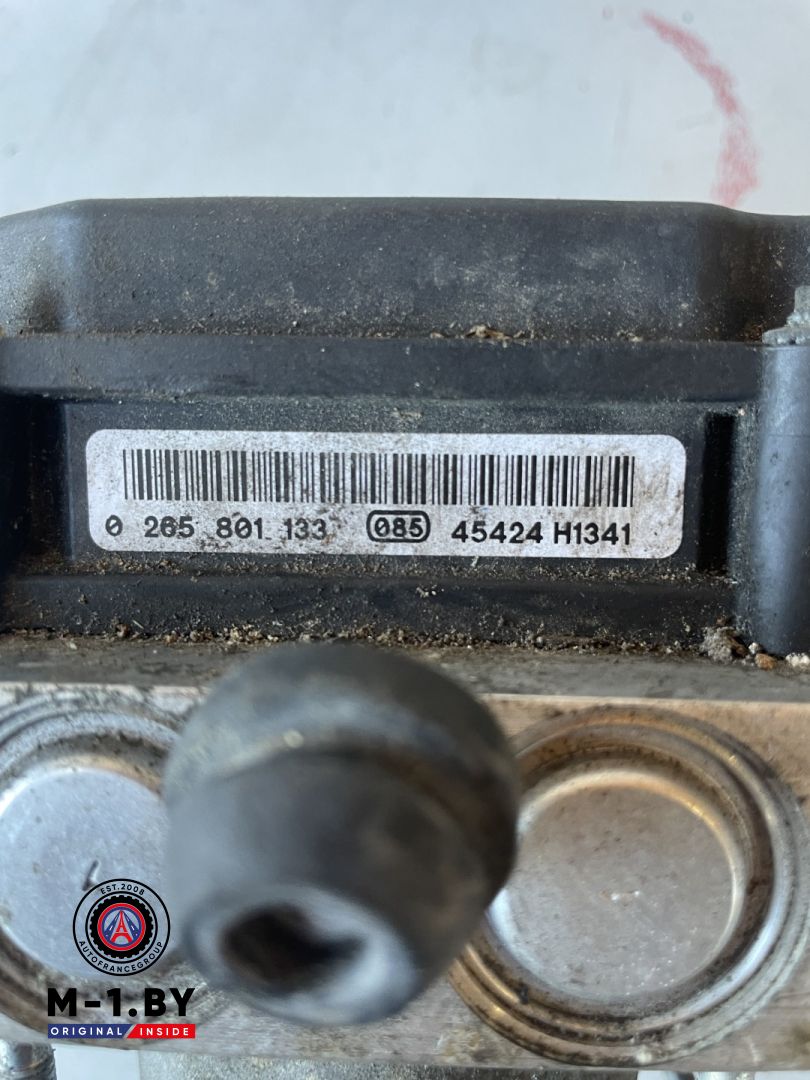 0 265 801 133 085 45424 H1341
EST.2008
AUTOFRANCEGROUP
M-1.BY
ORIGINAL INSIDE